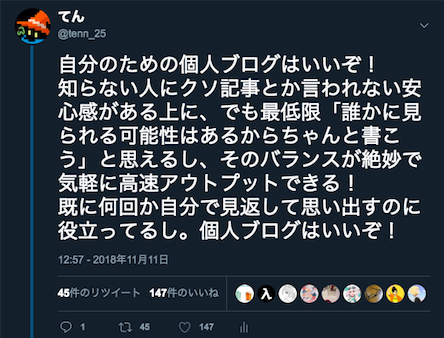 てん
@tenn_25
自分のための個人ブログはいいぞ！
知らない人にクソ記事とか言われない安
心感がある上に、でも最低限「誰かに見
られる可能性はあるからちゃんと書こ
う」と思えるし、そのバランスが絶妙で
気軽に高速アウトプットできる！
既に何回か自分で見返して思い出すのに
役立ってるし。個人ブログはいいぞ！
12:57 - 2018年11月11日
45件のリツイート 147件のいいね
1 45 147